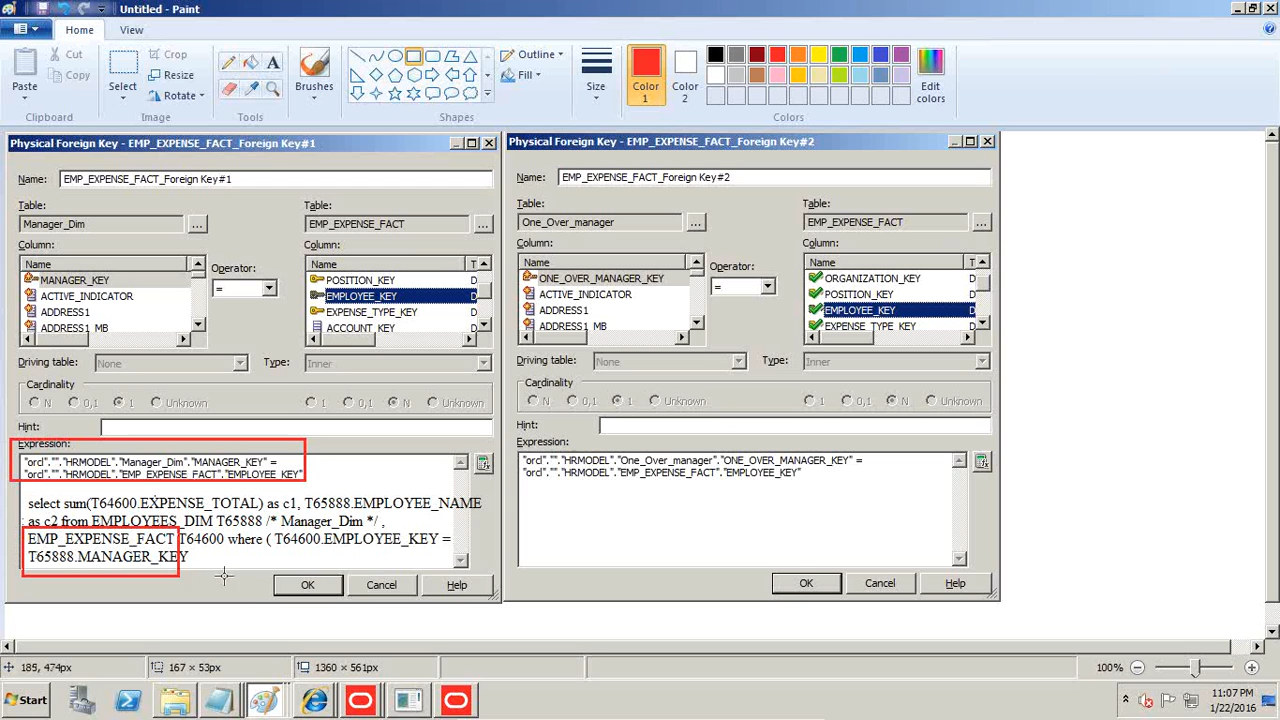 Untitled - Paint
Home
View
Paste
Cut
Copy
Clipboard
Select
Crop
Resize
Rotate
Image
A
Tools
Brushes
Outline
Fill
Shapes
Size
Color 1
Color 2
Edit colors
Colors
Physical Foreign Key - EMP_EXPENSE_FACT_Foreign Key#1
Name: EMP_EXPENSE_FACT_Foreign Key#1
Table: Table:
Manager_Dim ... EMP_EXPENSE_FACT ...
Column: Column:
Name Operator: Name T
MANAGER_KEY POSITION_KEY D
ACTIVE_INDICATOR = EMPLOYEE_KEY D
ADDRESS1 EXPENSE_TYPE_KEY D
ADDRESS1_MB ACCOUNT_KEY D
Driving table: None Type: Inner
Cardinality
N 0,1 1 Unknown 1 0,1 N Unknown
Hint:
Expression:
"orcl"."".​"HRMODEL"."Manager_Dim"."MANAGER_KEY" =
"orcl"."".​"HRMODEL"."EMP_EXPENSE_FACT"."EMPLOYEE_KEY"
select sum(T64600.EXPENSE_TOTAL) as c1, T65888.EMPLOYEE_NAME
as c2 from EMPLOYEES_DIM T65888 /* Manager_Dim */ ,
EMP_EXPENSE_FACT T64600 where ( T64600.EMPLOYEE_KEY =
T65888.MANAGER_KEY
OK Cancel Help
Physical Foreign Key - EMP_EXPENSE_FACT_Foreign Key#2
Name: EMP_EXPENSE_FACT_Foreign Key#2
Table: Table:
One_Over_manager ... EMP_EXPENSE_FACT ...
Column: Column:
Name Operator: Name T
ONE_OVER_MANAGER_KEY ORGANIZATION_KEY D
ACTIVE_INDICATOR = POSITION_KEY D
ADDRESS1 EMPLOYEE_KEY D
ADDRESS1_MB EXPENSE_TYPE_KEY D
Driving table: None Type: Inner
Cardinality
N 0,1 1 Unknown 1 0,1 N Unknown
Hint:
Expression:
"orcl"."".​"HRMODEL"."One_Over_manager"."ONE_OVER_MANAGER_KEY" =
"orcl"."".​"HRMODEL"."EMP_EXPENSE_FACT"."EMPLOYEE_KEY"
OK Cancel Help
189, 474px 167 × 53px 1360 × 561px 100%
Start
11:07 PM
1/22/2016